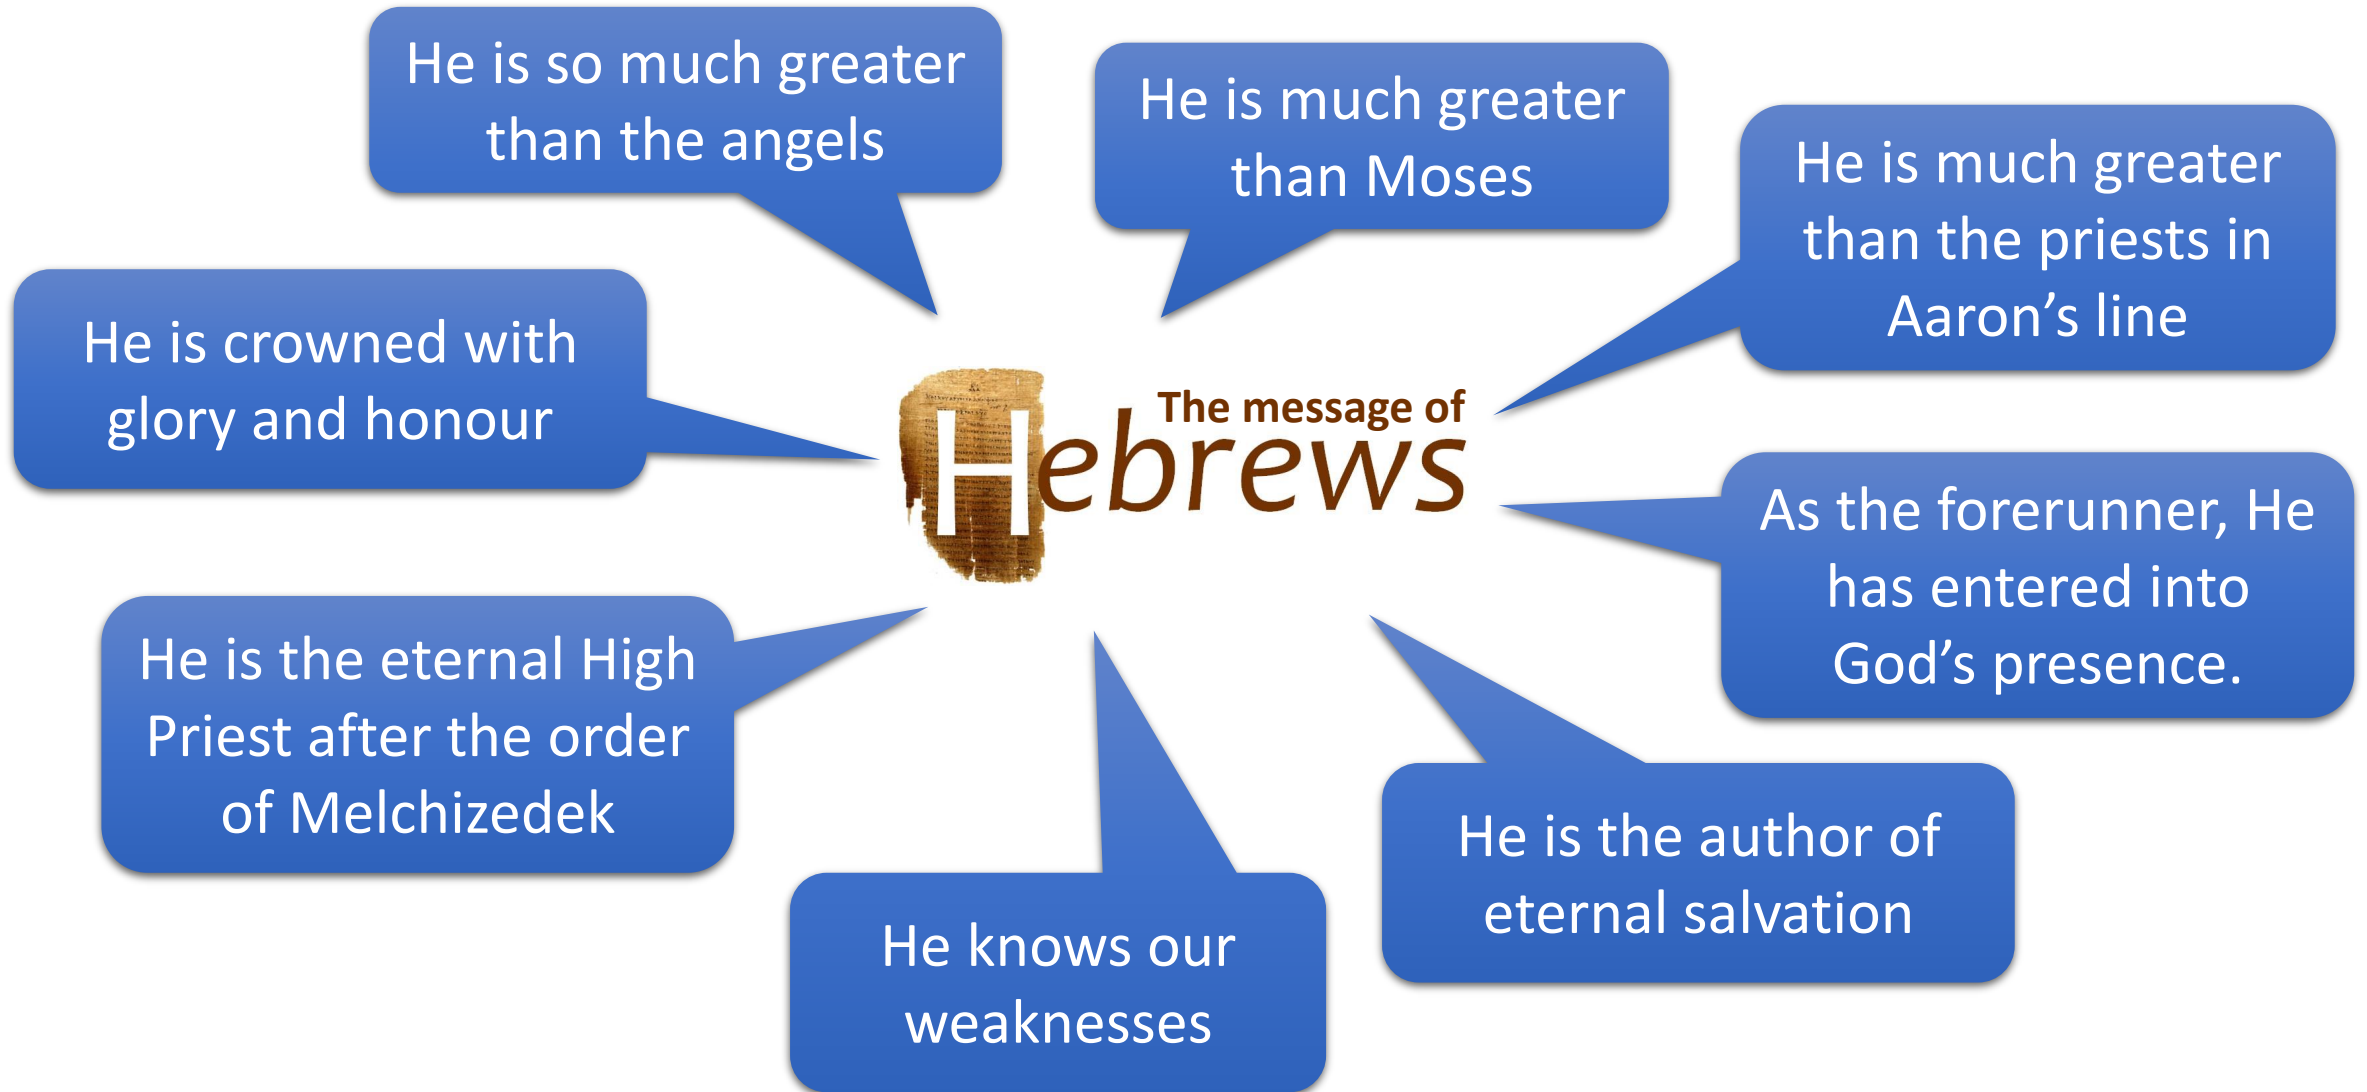 He is so much greater
than the angels
He is much greater
than Moses
He is much greater
than the priests in
Aaron’s line
He is crowned with
glory and honour
The message of
Hebrews
As the forerunner, He
has entered into
God’s presence.
He is the eternal High
Priest after the order
of Melchizedek
He is the author of
eternal salvation
He knows our
weaknesses